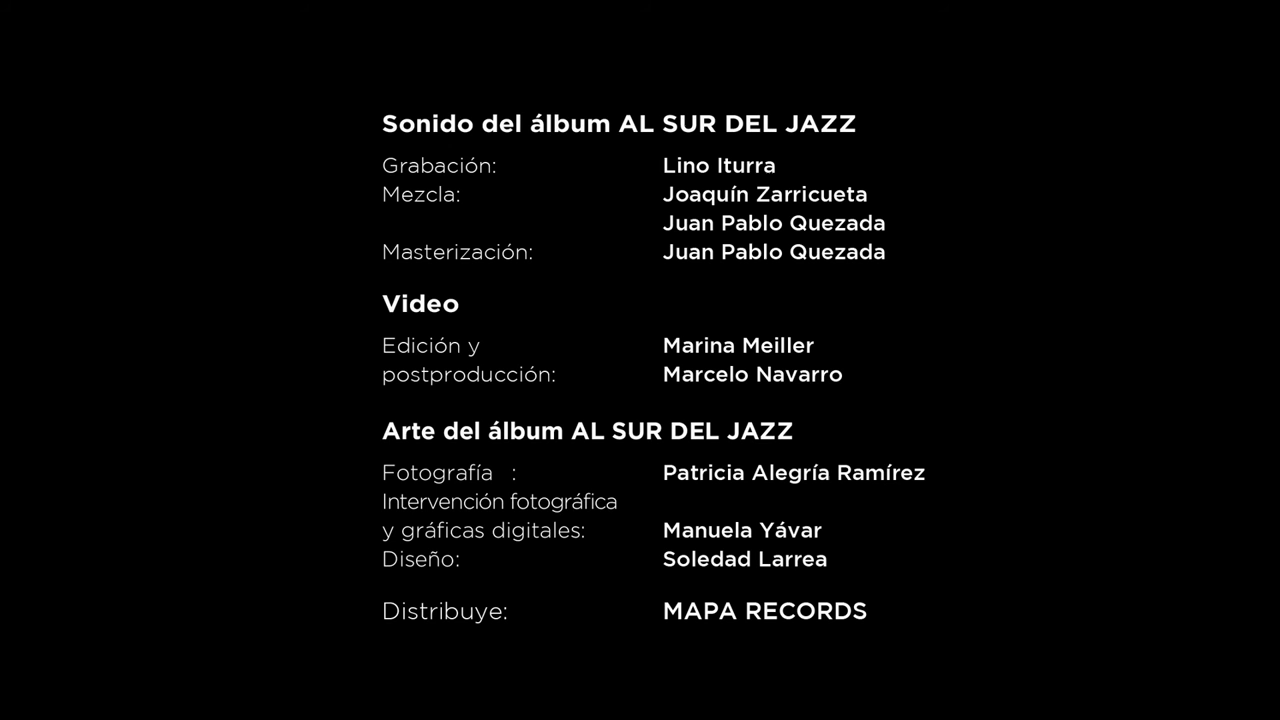 Sonido del álbum AL SUR DEL JAZZ
Grabación: Lino Iturra
Mezcla: Joaquín Zarricueta
Juan Pablo Quezada
Masterización: Juan Pablo Quezada
Video
Edición y Marina Meiller
postproducción: Marcelo Navarro
Arte del álbum AL SUR DEL JAZZ
Fotografía : Patricia Alegría Ramírez
Intervención fotográfica
y gráficas digitales: Manuela Yávar
Diseño: Soledad Larrea
Distribuye: MAPA RECORDS